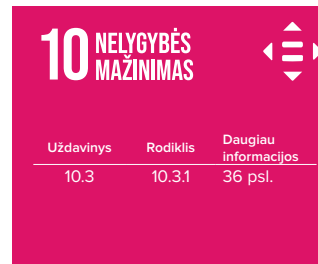 10 NELYGYBĖS
MAŽINIMAS
Uždavinys Rodiklis Daugiau
informacijos
10.3 10.3.1 36 psl.